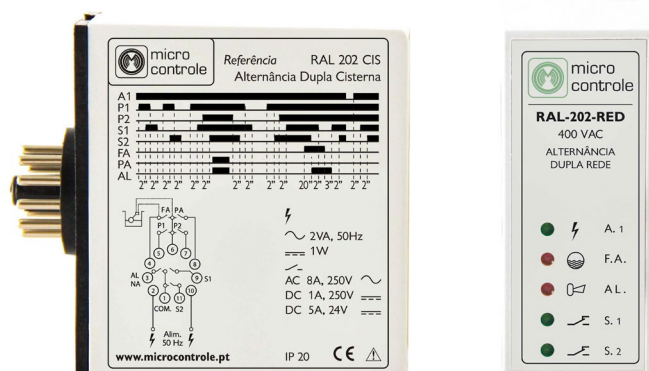 micro
controle
Referência RAL 202 CIS
Alternância Dupla Cisterna
A1
P1
P2
S1
S2
FA
PA
AL
2" 2" 2" 2" 2" 2" 2" 2" 2" 2" 20" 2" 3" 2" 2" 2"
FA PA
P1 P2
5 6 7
4 8
AL
NA 3 9 S1
2 1 11 10
COM. S2
Alim.
50 Hz
2VA, 50Hz
1W
AC 8A, 250V
DC 1A, 250V
DC 5A, 24V
www.microcontrole.pt IP 20 CE
micro
controle
RAL-202-RED
400 VAC
ALTERNÂNCIA
DUPLA REDE
A. 1
F.A.
AL.
S. 1
S. 2